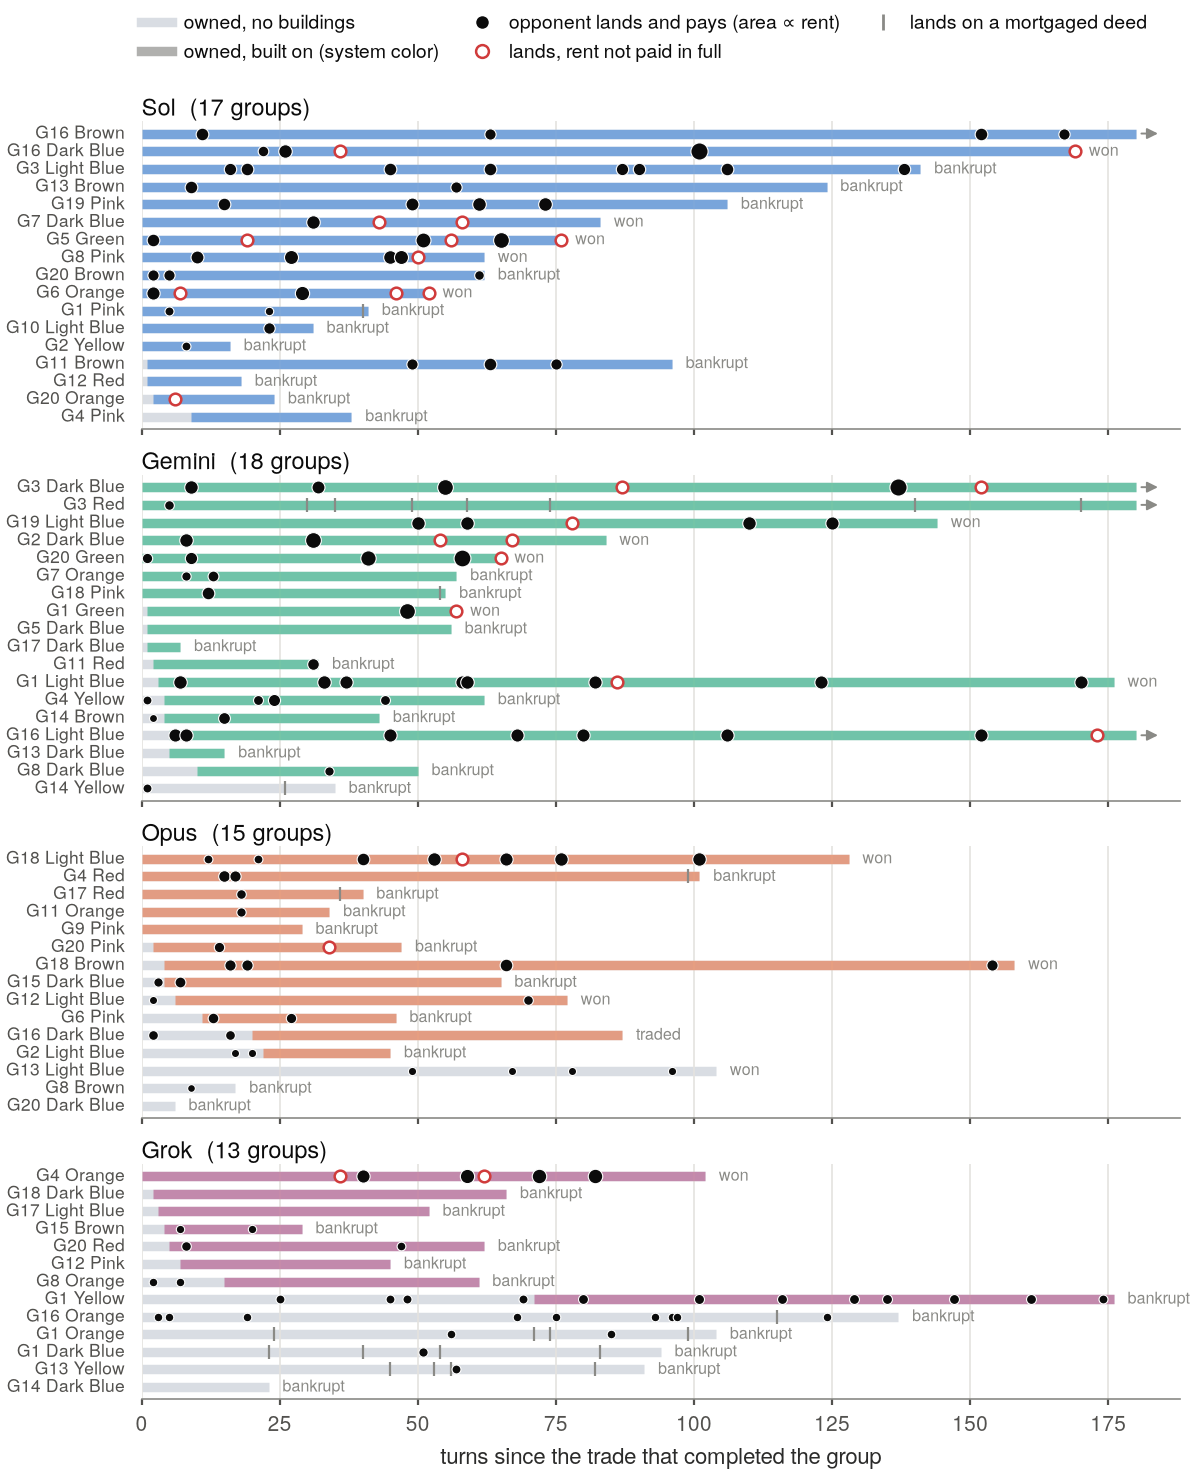 owned, no buildings
opponent lands and pays (area ∝ rent)
lands on a mortgaged deed
owned, built on (system color)
lands, rent not paid in full
Sol (17 groups)
G16 Brown
G16 Dark Blue won
G3 Light Blue bankrupt
G13 Brown bankrupt
G19 Pink bankrupt
G7 Dark Blue won
G5 Green won
G8 Pink won
G20 Brown bankrupt
G6 Orange won
G1 Pink bankrupt
G10 Light Blue bankrupt
G2 Yellow bankrupt
G11 Brown bankrupt
G12 Red bankrupt
G20 Orange bankrupt
G4 Pink bankrupt
Gemini (18 groups)
G3 Dark Blue
G3 Red
G19 Light Blue won
G2 Dark Blue won
G20 Green won
G7 Orange bankrupt
G18 Pink bankrupt
G1 Green won
G5 Dark Blue bankrupt
G17 Dark Blue bankrupt
G11 Red bankrupt
G1 Light Blue won
G4 Yellow bankrupt
G14 Brown bankrupt
G16 Light Blue
G13 Dark Blue bankrupt
G8 Dark Blue bankrupt
G14 Yellow bankrupt
Opus (15 groups)
G18 Light Blue won
G4 Red bankrupt
G17 Red bankrupt
G11 Orange bankrupt
G9 Pink bankrupt
G20 Pink bankrupt
G18 Brown won
G15 Dark Blue bankrupt
G12 Light Blue won
G6 Pink bankrupt
G16 Dark Blue traded
G2 Light Blue bankrupt
G13 Light Blue won
G8 Brown bankrupt
G20 Dark Blue bankrupt
Grok (13 groups)
G4 Orange won
G18 Dark Blue bankrupt
G17 Light Blue bankrupt
G15 Brown bankrupt
G20 Red bankrupt
G12 Pink bankrupt
G8 Orange bankrupt
G1 Yellow bankrupt
G16 Orange bankrupt
G1 Orange bankrupt
G1 Dark Blue bankrupt
G13 Yellow bankrupt
G14 Dark Blue bankrupt
0 25 50 75 100 125 150 175
turns since the trade that completed the group